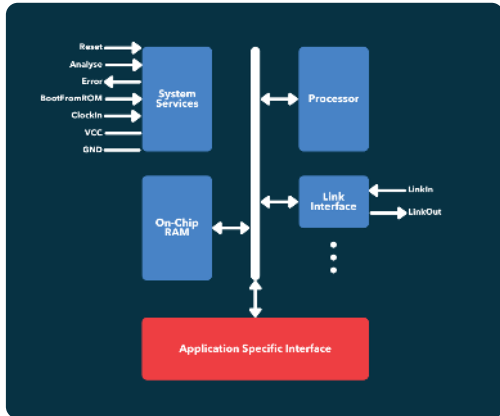 Reset
Analyse
Error
BootFromROM
ClockIn
VCC
GND
System
Services
Processor
On-Chip
RAM
Link
Interface
LinkIn
LinkOut
Application Specific Interface